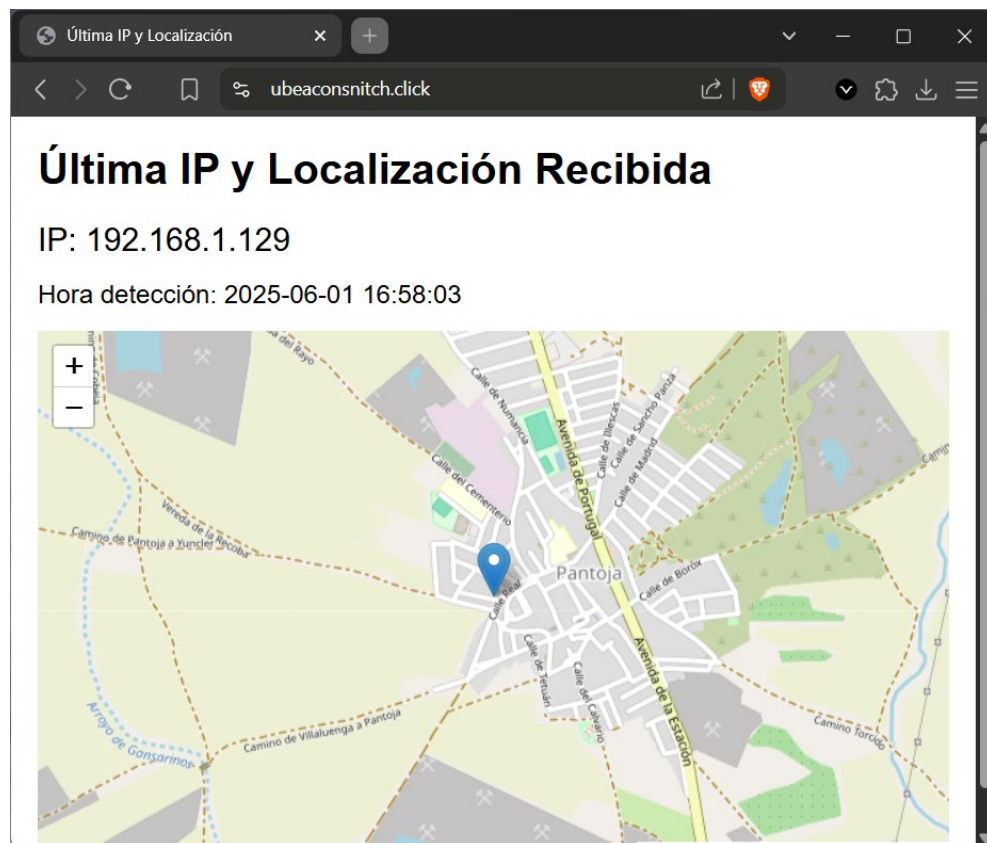 Última IP y Localización
ubeaconsnitch.click
Última IP y Localización Recibida
IP: 192.168.1.129
Hora detección: 2025-06-01 16:58:03
+
−
Calle de Numancia
Calle de Illescas
Calle de Sancho Panza
Calle de Madrid
Avenida de Portugal
Calle del Cementerio
Vereda de la Recoba
Camino de Pantoja a Yuncler
Pantoja
Calle de Borox
Calle Real
Calle de Tetuán
Calle del Calvario
Avenida de la Estación
Arroyo de Gansarinos
Camino de Villaluenga a Pantoja
Camino Torcido